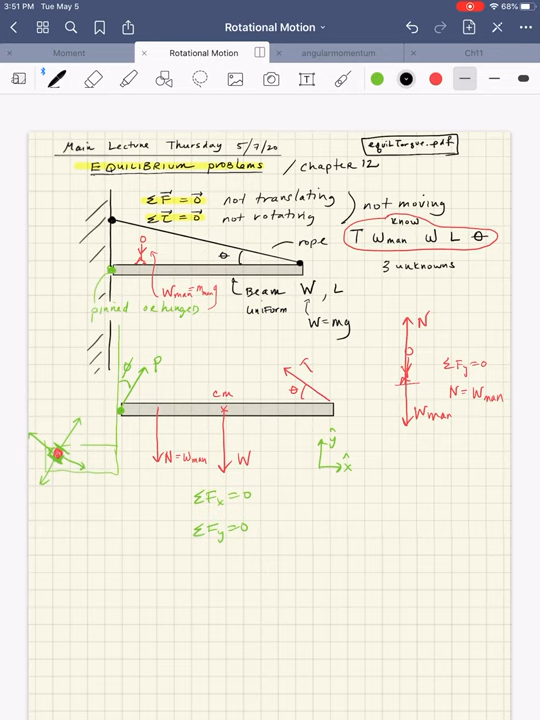 3:51 PM Tue May 5
68%
Rotational Motion
Moment
Rotational Motion
angularmomentum
Ch11
Main Lecture Thursday 5/7/20
equilTorque.pdf
EQUILIBRIUM problems / chapter 12
ΣF⃗ = 0⃗ not translating
Στ⃗ = 0⃗ not rotating
not moving
know
T Wman W L θ
3 unknowns
rope
θ
Wman = mmang
pinned or hinged
Beam W, L
uniform
W = mg
N
ΣFy = 0
N = Wman
Wman
φ
P
T
θ
cm
N = Wman
W
ŷ
x̂
ΣFx = 0
ΣFy = 0